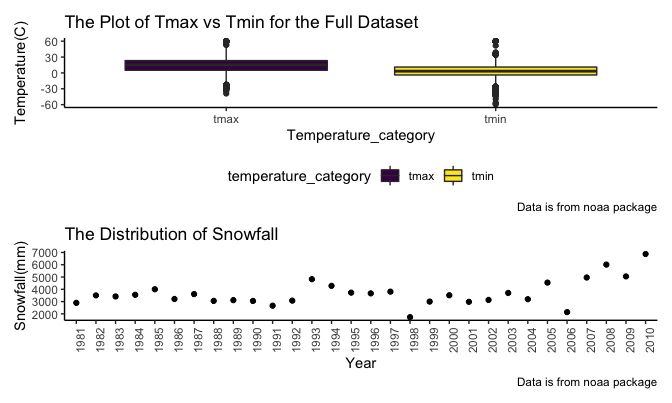 The Plot of Tmax vs Tmin for the Full Dataset
Temperature(C)
60
30
0
-30
-60
tmax tmin
Temperature_category
temperature_category tmax tmin
Data is from noaa package
The Distribution of Snowfall
Snowfall(mm)
7000
6000
5000
4000
3000
2000
1981 1982 1983 1984 1985 1986 1987 1988 1989 1990 1991 1992 1993 1994 1995 1996 1997 1998 1999 2000 2001 2002 2003 2004 2005 2006 2007 2008 2009 2010
Year
Data is from noaa package